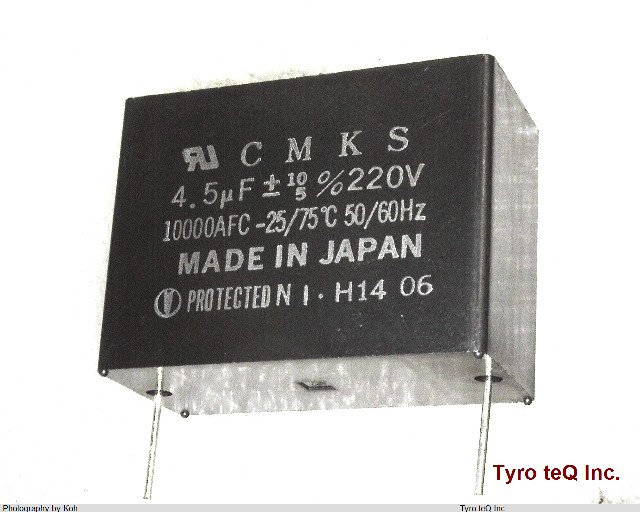 RU CMKS
4.5μF ± 10 5 %220V
10000AFC -25/75℃ 50/60Hz
MADE IN JAPAN
PROTECTED N I · H14 06
Tyro teQ Inc.
Photography by Koh
Tyro teQ Inc